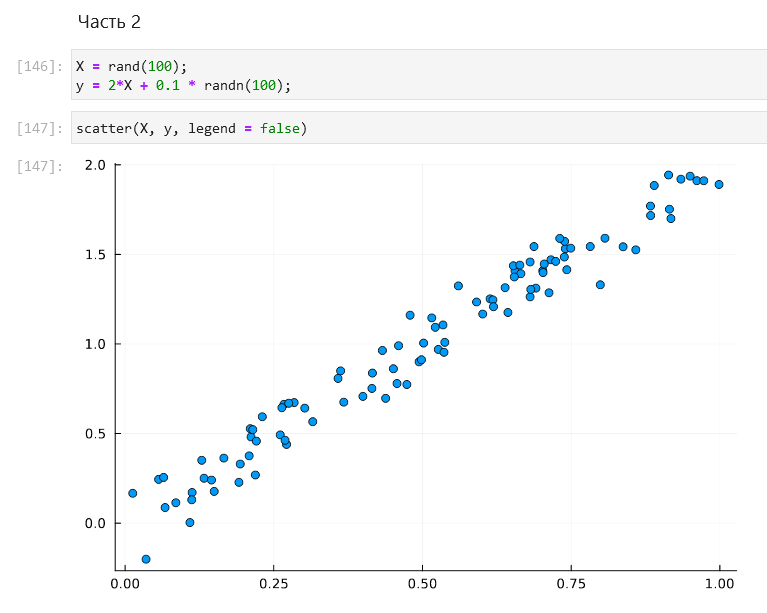 Часть 2
[146]: X = rand(100);
y = 2*X + 0.1 * randn(100);
[147]: scatter(X, y, legend = false)
[147]:
2.0
1.5
1.0
0.5
0.0
0.00 0.25 0.50 0.75 1.00